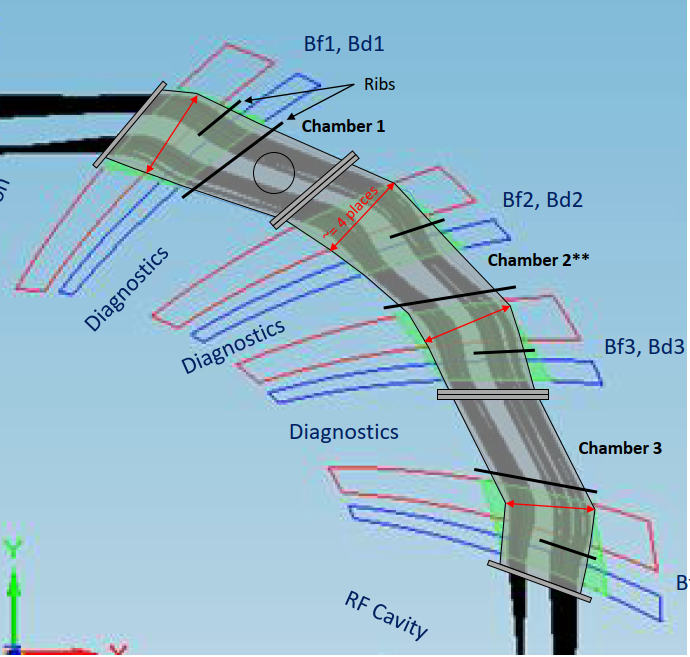 Bf1, Bd1
Ribs
Chamber 1
Bf2, Bd2
~= 4 places
Chamber 2**
Diagnostics
Diagnostics
Bf3, Bd3
Diagnostics
Chamber 3
RF Cavity
Y
X